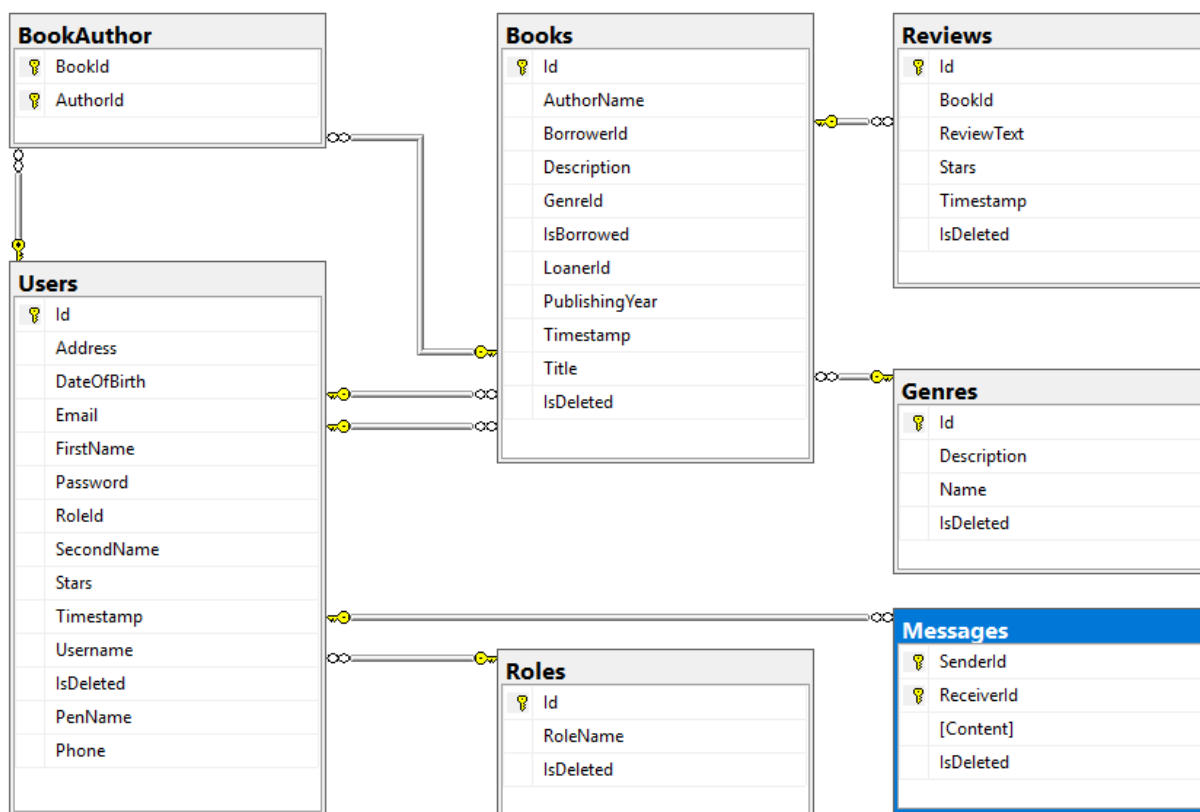 BookAuthor
BookId
AuthorId
Books
Id
AuthorName
BorrowerId
Description
GenreId
IsBorrowed
LoanerId
PublishingYear
Timestamp
Title
IsDeleted
Reviews
Id
BookId
ReviewText
Stars
Timestamp
IsDeleted
Users
Id
Address
DateOfBirth
Email
FirstName
Password
RoleId
SecondName
Stars
Timestamp
Username
IsDeleted
PenName
Phone
Genres
Id
Description
Name
IsDeleted
Roles
Id
RoleName
IsDeleted
Messages
SenderId
ReceiverId
[Content]
IsDeleted